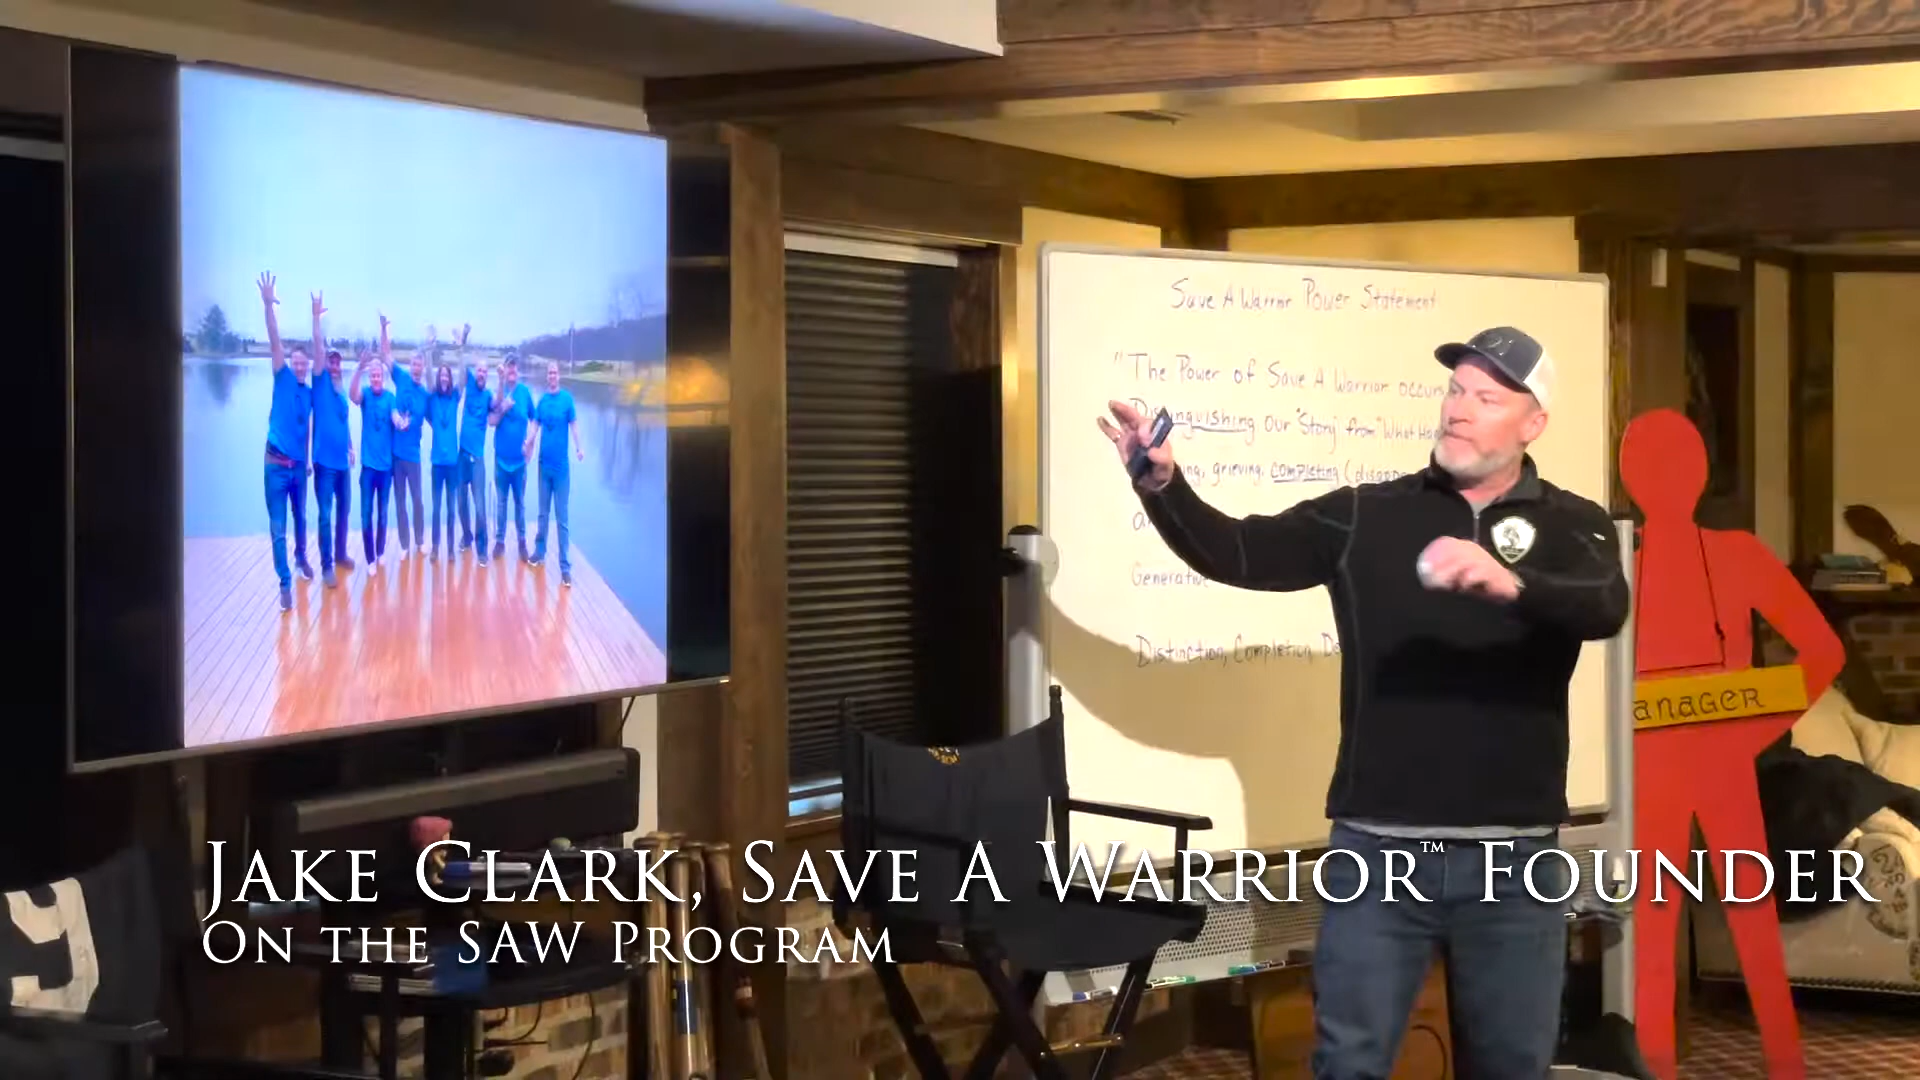 Save A Warrior Power Statement
"The Power of Save A Warrior occurs
Distinguishing Our "Story" from "What Ha
grieving, completing (disapp
Generative
Distinction, Completion, D
ANAGER
JAKE CLARK, SAVE A WARRIOR™ FOUNDER
ON THE SAW PROGRAM